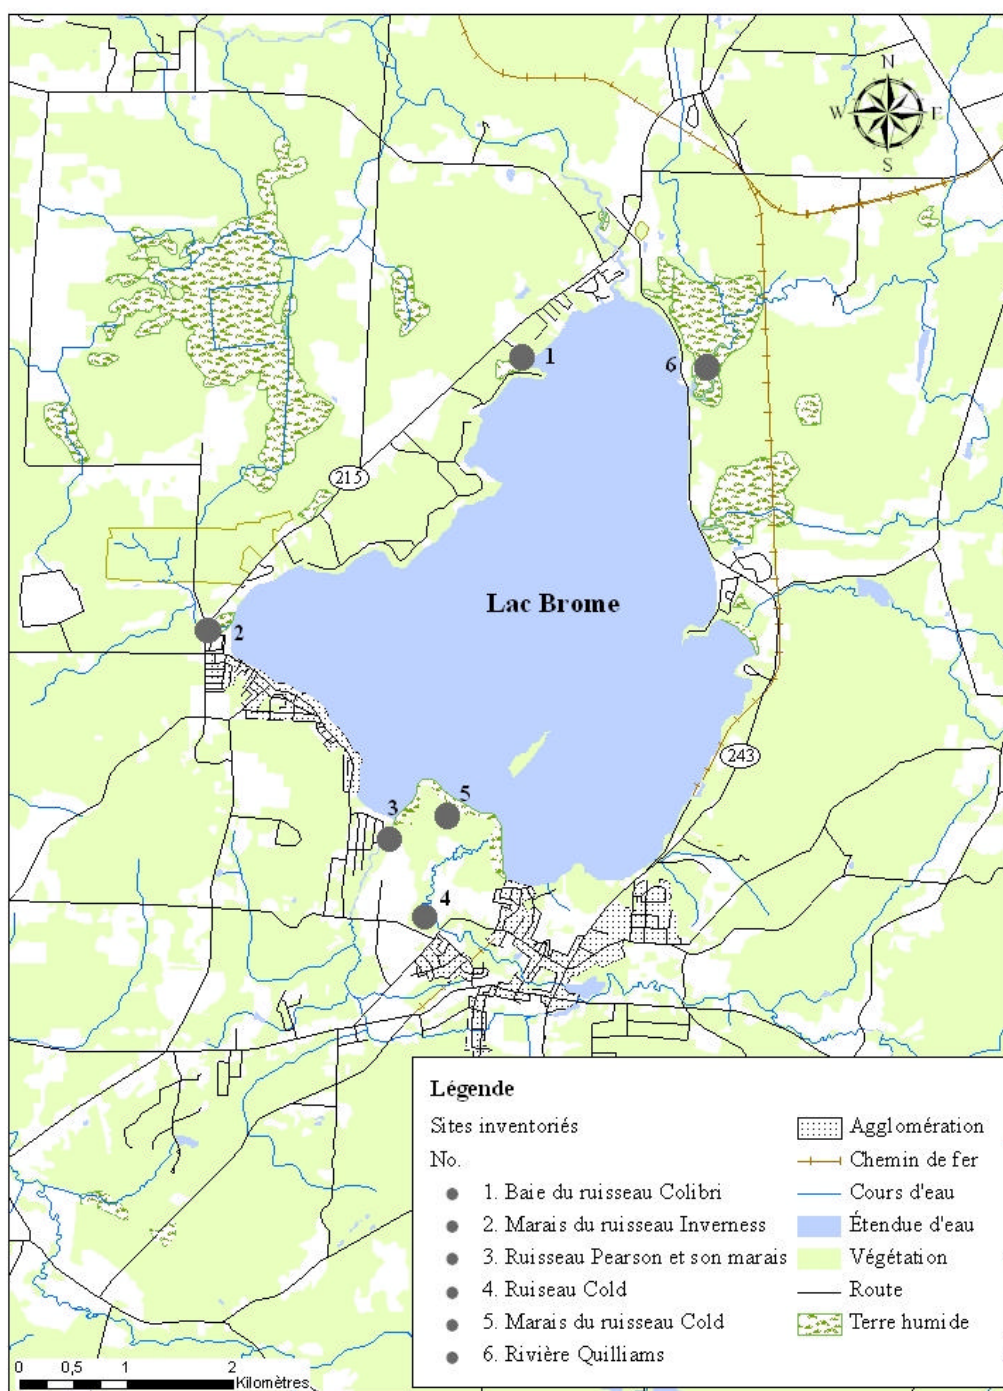 N
W E
S
1
6
215
Lac Brome
2
243
5
3
4
Légende
Sites inventoriés
No.
1. Baie du ruisseau Colibri
2. Marais du ruisseau Inverness
3. Ruisseau Pearson et son marais
4. Ruiseau Cold
5. Marais du ruisseau Cold
6. Rivière Quilliams
Agglomération
Chemin de fer
Cours d'eau
Étendue d'eau
Végétation
Route
Terre humide
0 0,5 1 2
Kilomètres